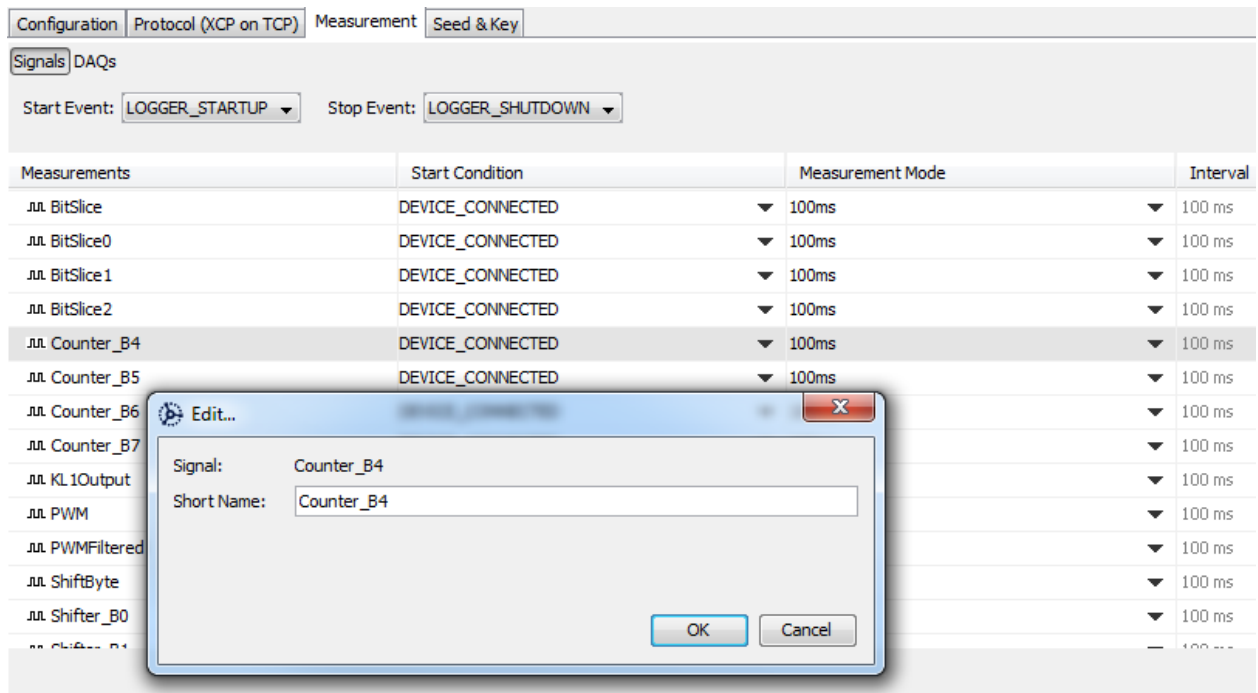 Configuration Protocol (XCP on TCP) Measurement Seed & Key
Signals DAQs
Start Event: LOGGER_STARTUP Stop Event: LOGGER_SHUTDOWN
Measurements Start Condition Measurement Mode Interval
BitSlice DEVICE_CONNECTED 100ms 100 ms
BitSlice0 DEVICE_CONNECTED 100ms 100 ms
BitSlice1 DEVICE_CONNECTED 100ms 100 ms
BitSlice2 DEVICE_CONNECTED 100ms 100 ms
Counter_B4 DEVICE_CONNECTED 100ms 100 ms
Counter_B5 DEVICE_CONNECTED 100ms 100 ms
Counter_B6 100 ms
Counter_B7 100 ms
KL1Output 100 ms
PWM 100 ms
PWMFiltered 100 ms
ShiftByte 100 ms
Shifter_B0 100 ms
Edit...
Signal: Counter_B4
Short Name: Counter_B4
OK Cancel